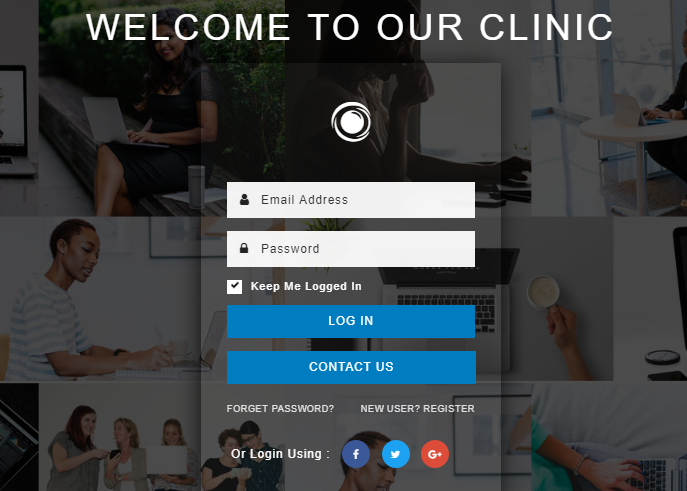 WELCOME TO OUR CLINIC
Email Address
Password
Keep Me Logged In
LOG IN
CONTACT US
FORGET PASSWORD? NEW USER? REGISTER
Or Login Using :
f
G+